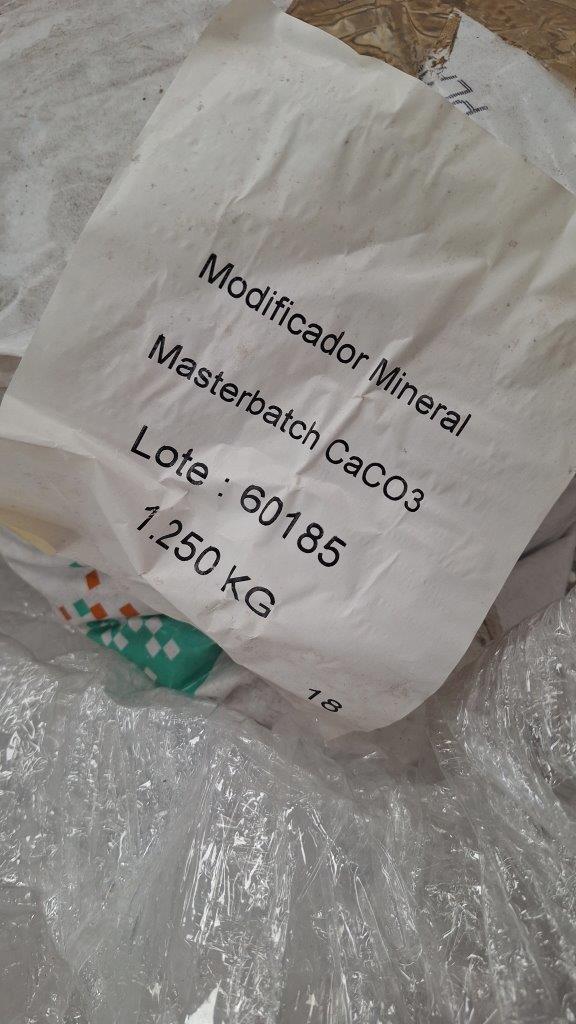 Modificador Mineral
Masterbatch CaCO3
Lote : 60185
1.250 KG
18